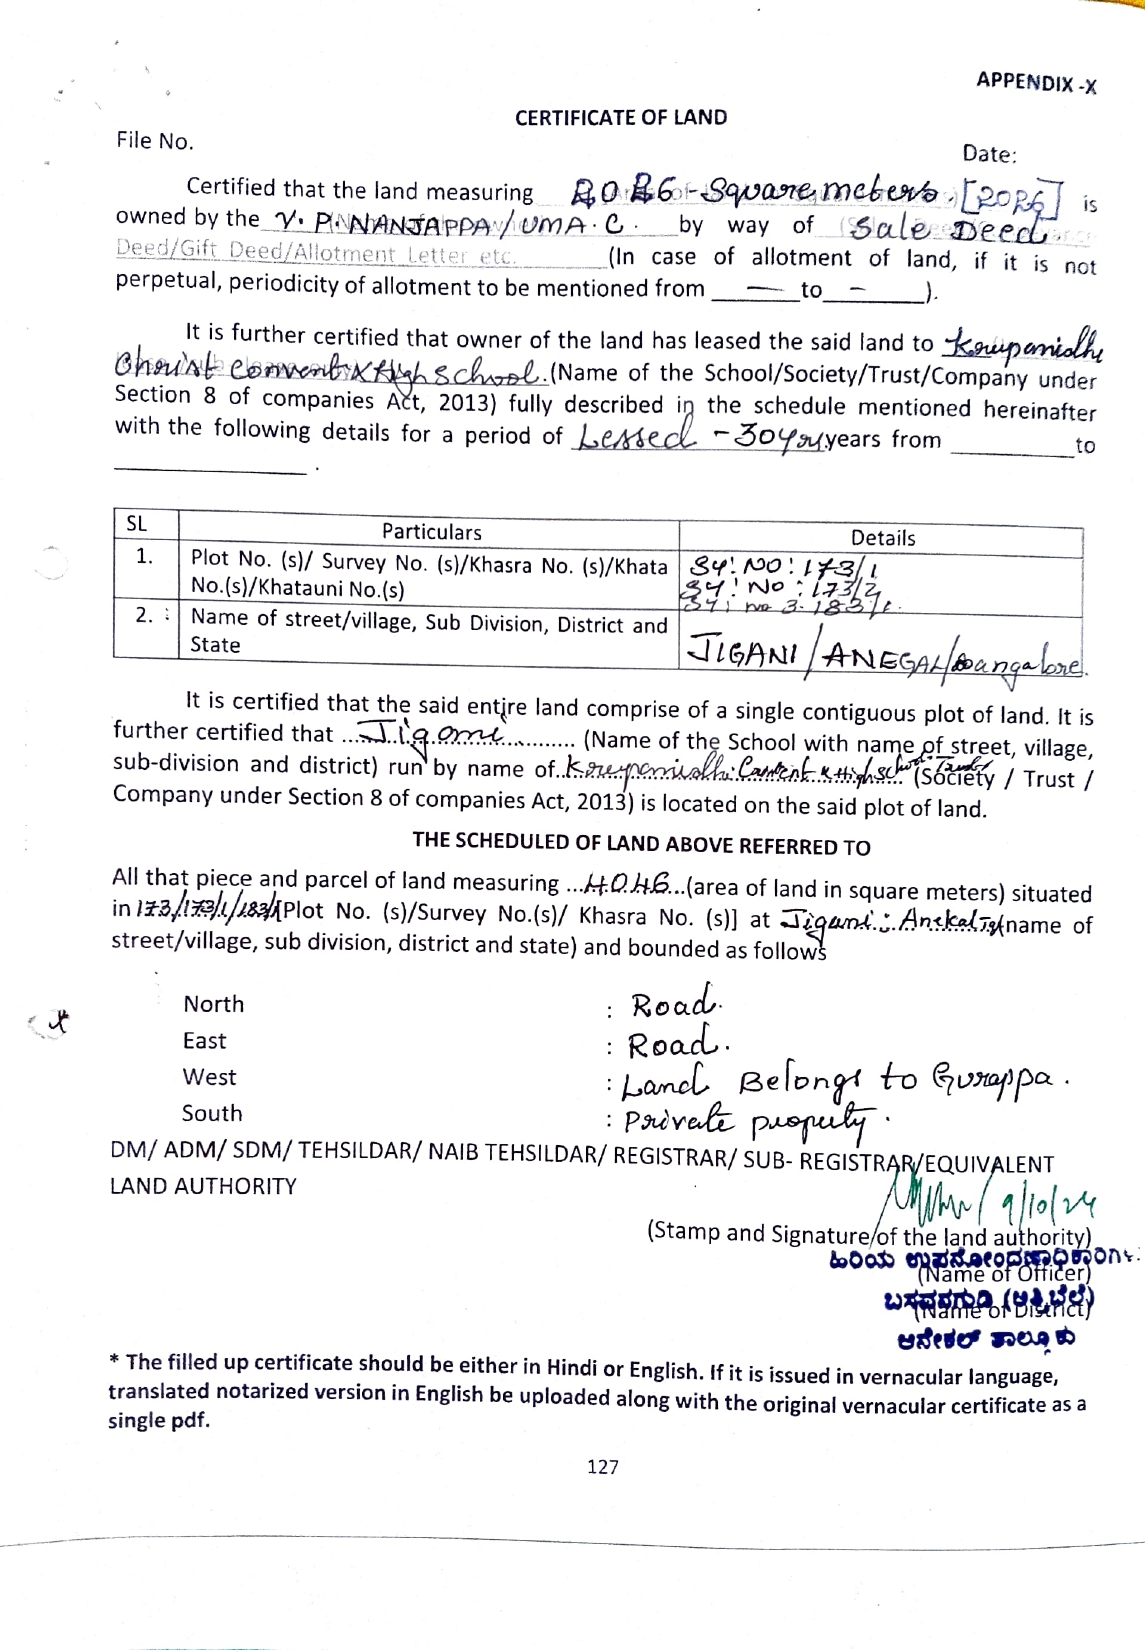 APPENDIX -X
CERTIFICATE OF LAND
File No.
Date:
Certified that the land measuring 2026 - Square meters. [2026] is
owned by the V. P. NANJAPPA / UMA. C. by way of Sale Deed.
Deed/Gift Deed/Allotment Letter etc. (In case of allotment of land, if it is not
perpetual, periodicity of allotment to be mentioned from — to – ).
It is further certified that owner of the land has leased the said land to
Christ Convent & High School. (Name of the School/Society/Trust/Company under
Section 8 of companies Act, 2013) fully described in the schedule mentioned hereinafter
with the following details for a period of Lessed - 30 years from to
SL Particulars Details
1. Plot No. (s)/ Survey No. (s)/Khasra No. (s)/Khata Sy: NO: 173/1
No.(s)/Khatauni No.(s) Sy: No: 173/2
Sy: no 3- 183/1.
2. : Name of street/village, Sub Division, District and
State JIGANI / ANEGAL / Bangalore.
It is certified that the said entire land comprise of a single contiguous plot of land. It is
further certified that ...Jigani............. (Name of the School with name of street, village,
sub-division and district) run by name of.. (Society / Trust /
Company under Section 8 of companies Act, 2013) is located on the said plot of land.
THE SCHEDULED OF LAND ABOVE REFERRED TO
All that piece and parcel of land measuring ...4046...(area of land in square meters) situated
in 173/173/1/183/1[Plot No. (s)/Survey No.(s)/ Khasra No. (s)] at Jigani : Anekal (name of
street/village, sub division, district and state) and bounded as follows
North : Road.
East : Road.
West : Land Belongs to Gurappa.
South : Private property.
DM/ ADM/ SDM/ TEHSILDAR/ NAIB TEHSILDAR/ REGISTRAR/ SUB- REGISTRAR/EQUIVALENT
LAND AUTHORITY
9/10/24
(Stamp and Signature of the land authority)
ಹಿರಿಯ ಉಪನೋಂದಣಾಧಿಕಾರಿಗಳು
(Name of Officer)
ಬಸವನಗುಡಿ (ಅತ್ತಿಬೆಲೆ)
(Name of District)
ಆನೇಕಲ್ ತಾಲ್ಲೂಕು
* The filled up certificate should be either in Hindi or English. If it is issued in vernacular language,
translated notarized version in English be uploaded along with the original vernacular certificate as a
single pdf.
127